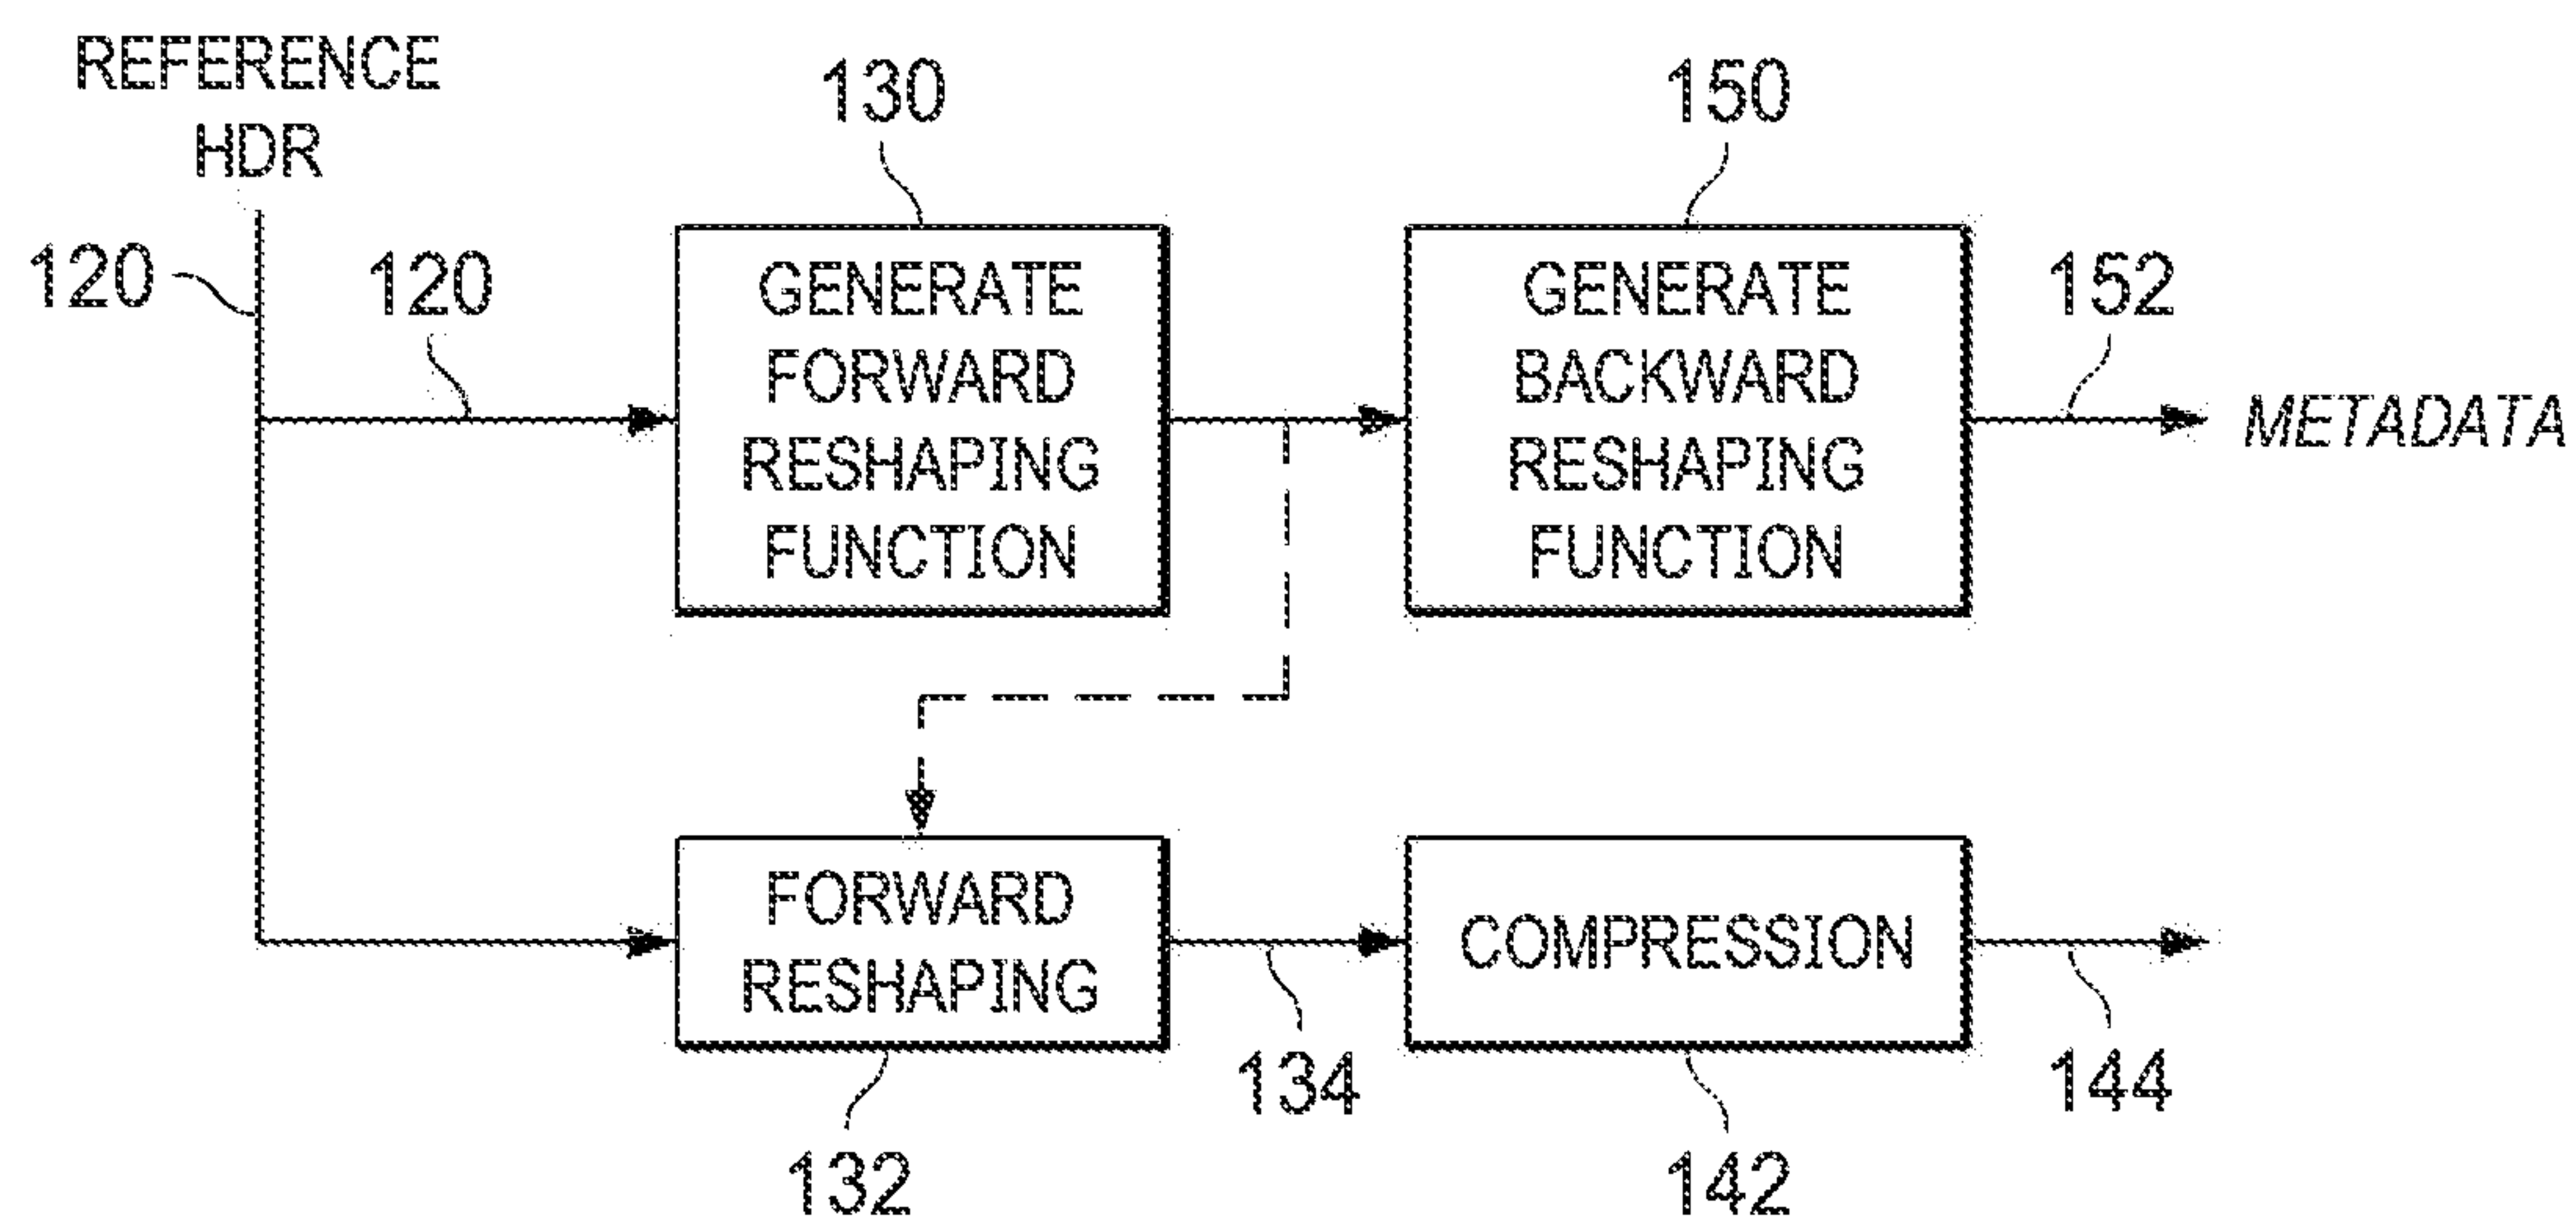 REFERENCE
HDR
130
150
120
120
152
GENERATE
FORWARD
RESHAPING
FUNCTION
GENERATE
BACKWARD
RESHAPING
FUNCTION
METADATA
FORWARD
RESHAPING
COMPRESSION
134
144
132
142